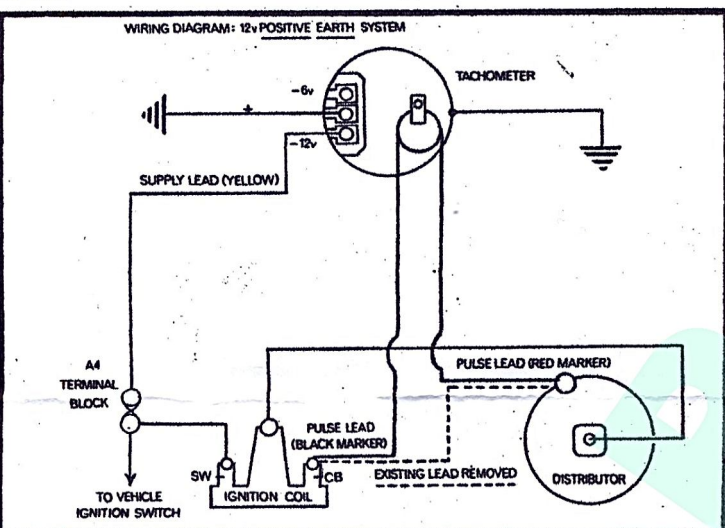 WIRING DIAGRAM: 12v POSITIVE EARTH SYSTEM
TACHOMETER
-6v
+
-12v
SUPPLY LEAD (YELLOW)
A4
TERMINAL
BLOCK
PULSE LEAD (RED MARKER)
PULSE LEAD
(BLACK MARKER)
SW
CB
EXISTING LEAD REMOVED
DISTRIBUTOR
IGNITION COIL
TO VEHICLE
IGNITION SWITCH